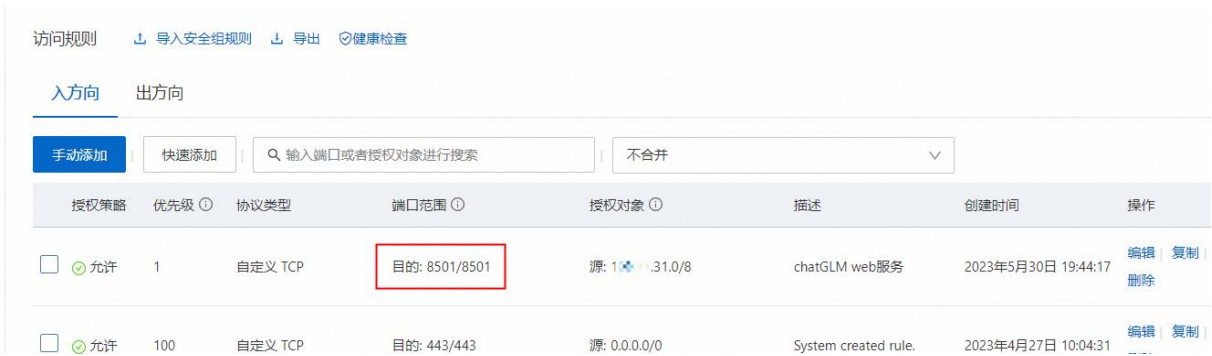 访问规则 导入安全组规则 导出 健康检查
入方向 出方向
手动添加 快速添加 输入端口或者授权对象进行搜索 不合并
授权策略 优先级 协议类型 端口范围 授权对象 描述 创建时间 操作
允许 1 自定义 TCP 目的: 8501/8501 源: 1 .31.0/8 chatGLM web服务 2023年5月30日 19:44:17 编辑 复制
删除
允许 100 自定义 TCP 目的: 443/443 源: 0.0.0.0/0 System created rule. 2023年4月27日 10:04:31 编辑 复制